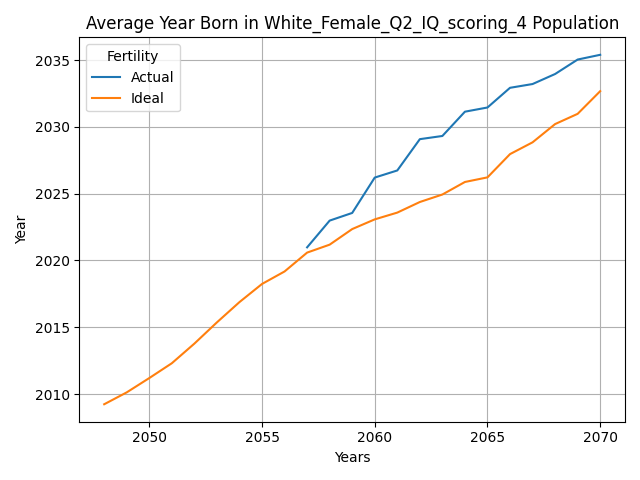 Average Year Born in White_Female_Q2_IQ_scoring_4 Population
Fertility
Actual
Ideal
2035
2030
2025
2020
2015
2010
Year
2050 2055 2060 2065 2070
Years